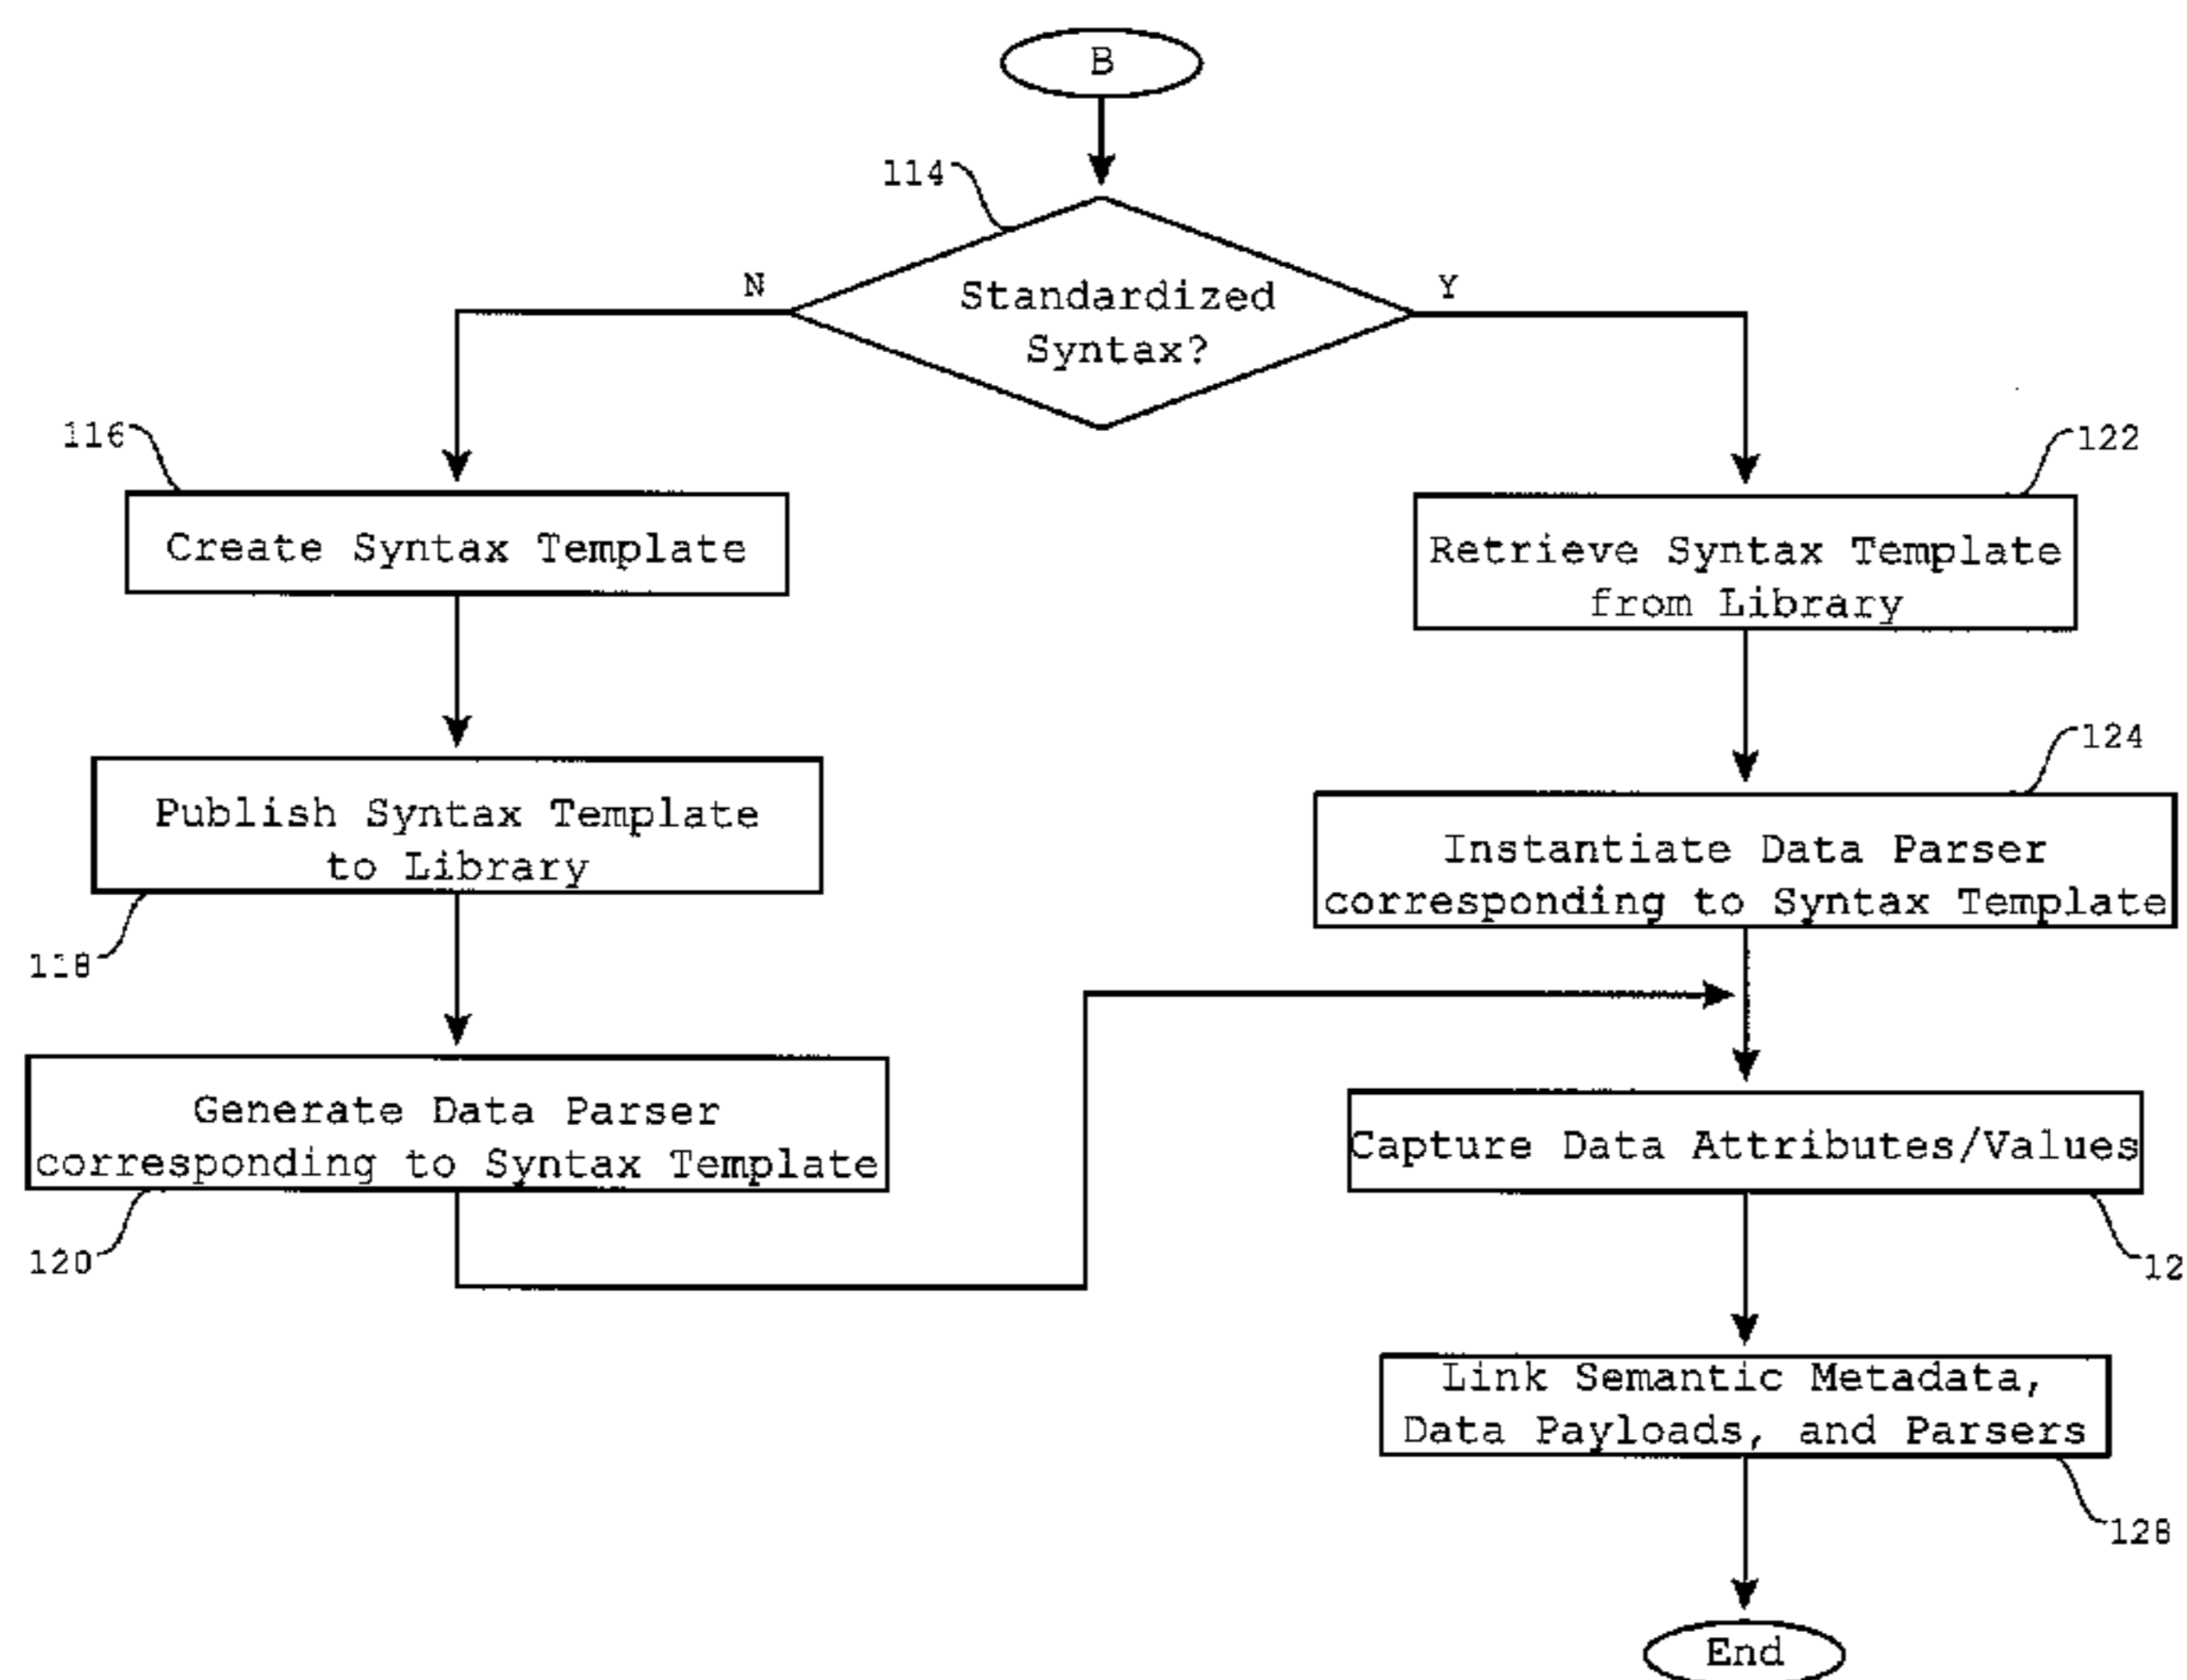 B
114
N
Standardized
Syntax?
Y
116
Create Syntax Template
122
Retrieve Syntax Template
from Library
Publish Syntax Template
to Library
118
124
Instantiate Data Parser
corresponding to Syntax Template
Generate Data Parser
corresponding to Syntax Template
120
Capture Data Attributes/Values
12
Link Semantic Metadata,
Data Payloads, and Parsers
128
End